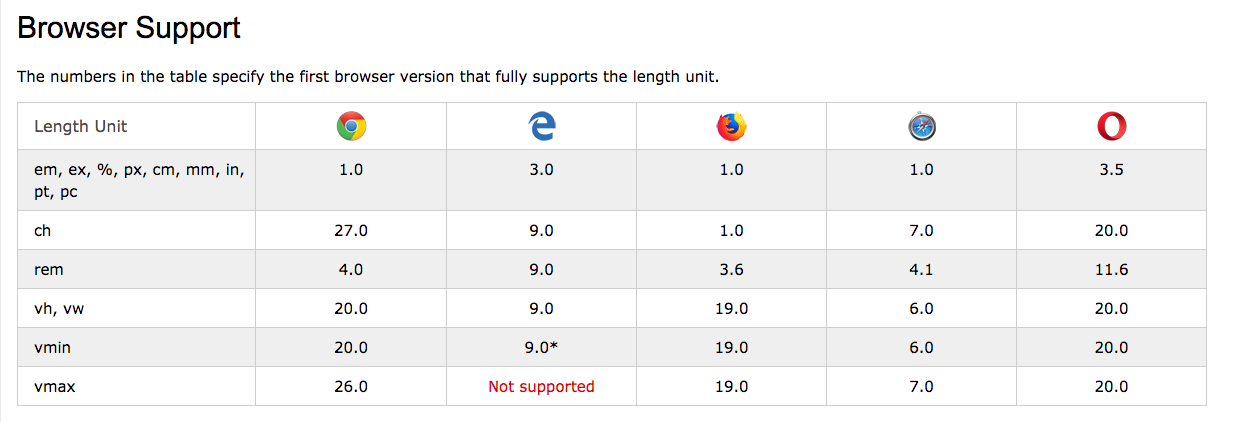 Browser Support
The numbers in the table specify the first browser version that fully supports the length unit.
Length Unit
em, ex, %, px, cm, mm, in, 1.0 3.0 1.0 1.0 3.5
pt, pc
ch 27.0 9.0 1.0 7.0 20.0
rem 4.0 9.0 3.6 4.1 11.6
vh, vw 20.0 9.0 19.0 6.0 20.0
vmin 20.0 9.0* 19.0 6.0 20.0
vmax 26.0 Not supported 19.0 7.0 20.0